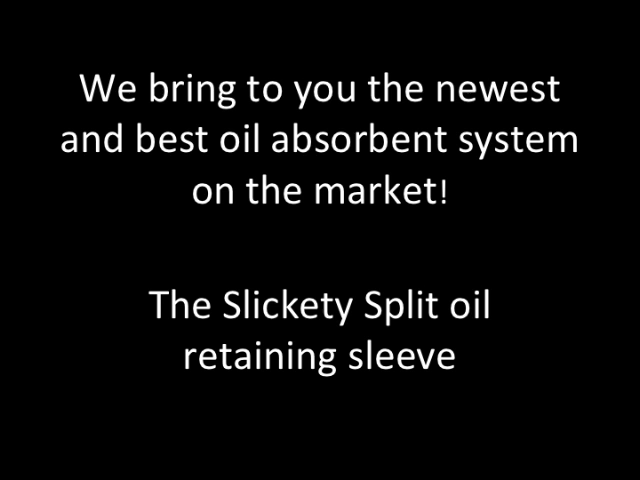 We bring to you the newest
and best oil absorbent system
on the market!
The Slickety Split oil
retaining sleeve